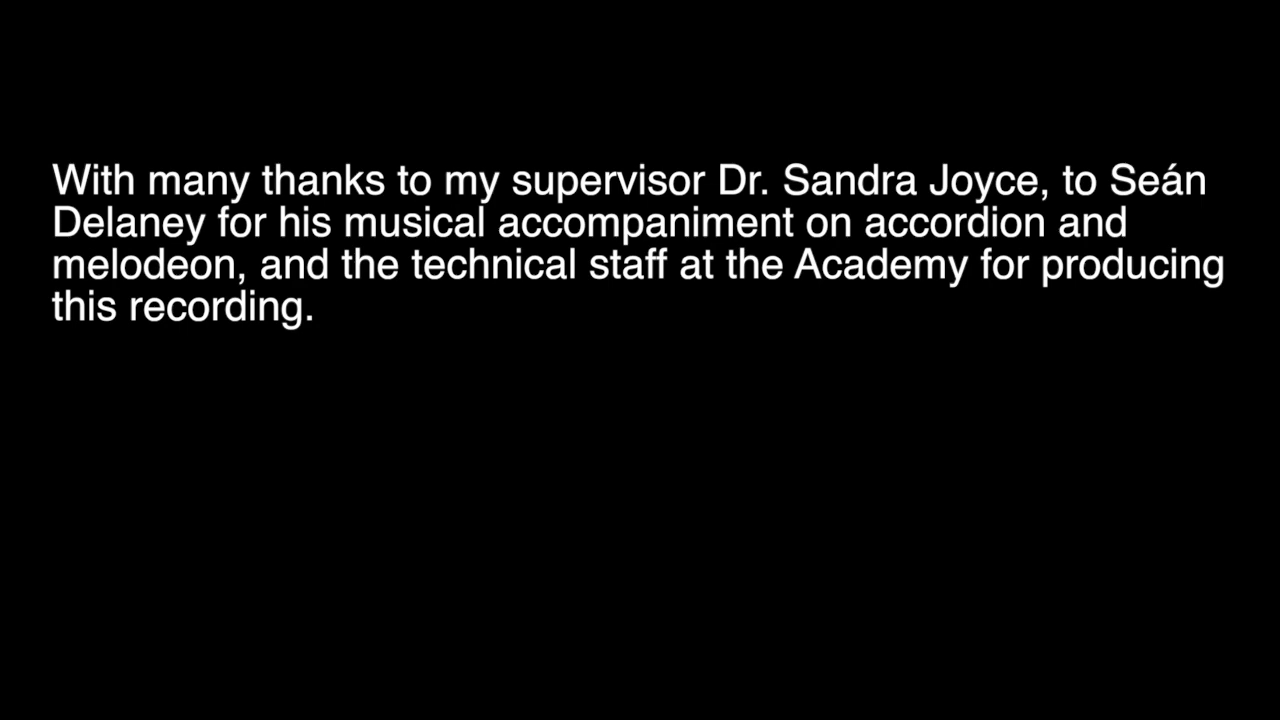 With many thanks to my supervisor Dr. Sandra Joyce, to Seán
Delaney for his musical accompaniment on accordion and
melodeon, and the technical staff at the Academy for producing
this recording.